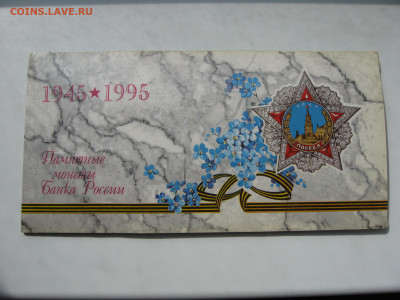 COINS.LAVE.RU
1945★1995
Памятные
монеты
Банка России
ПОБЕДА